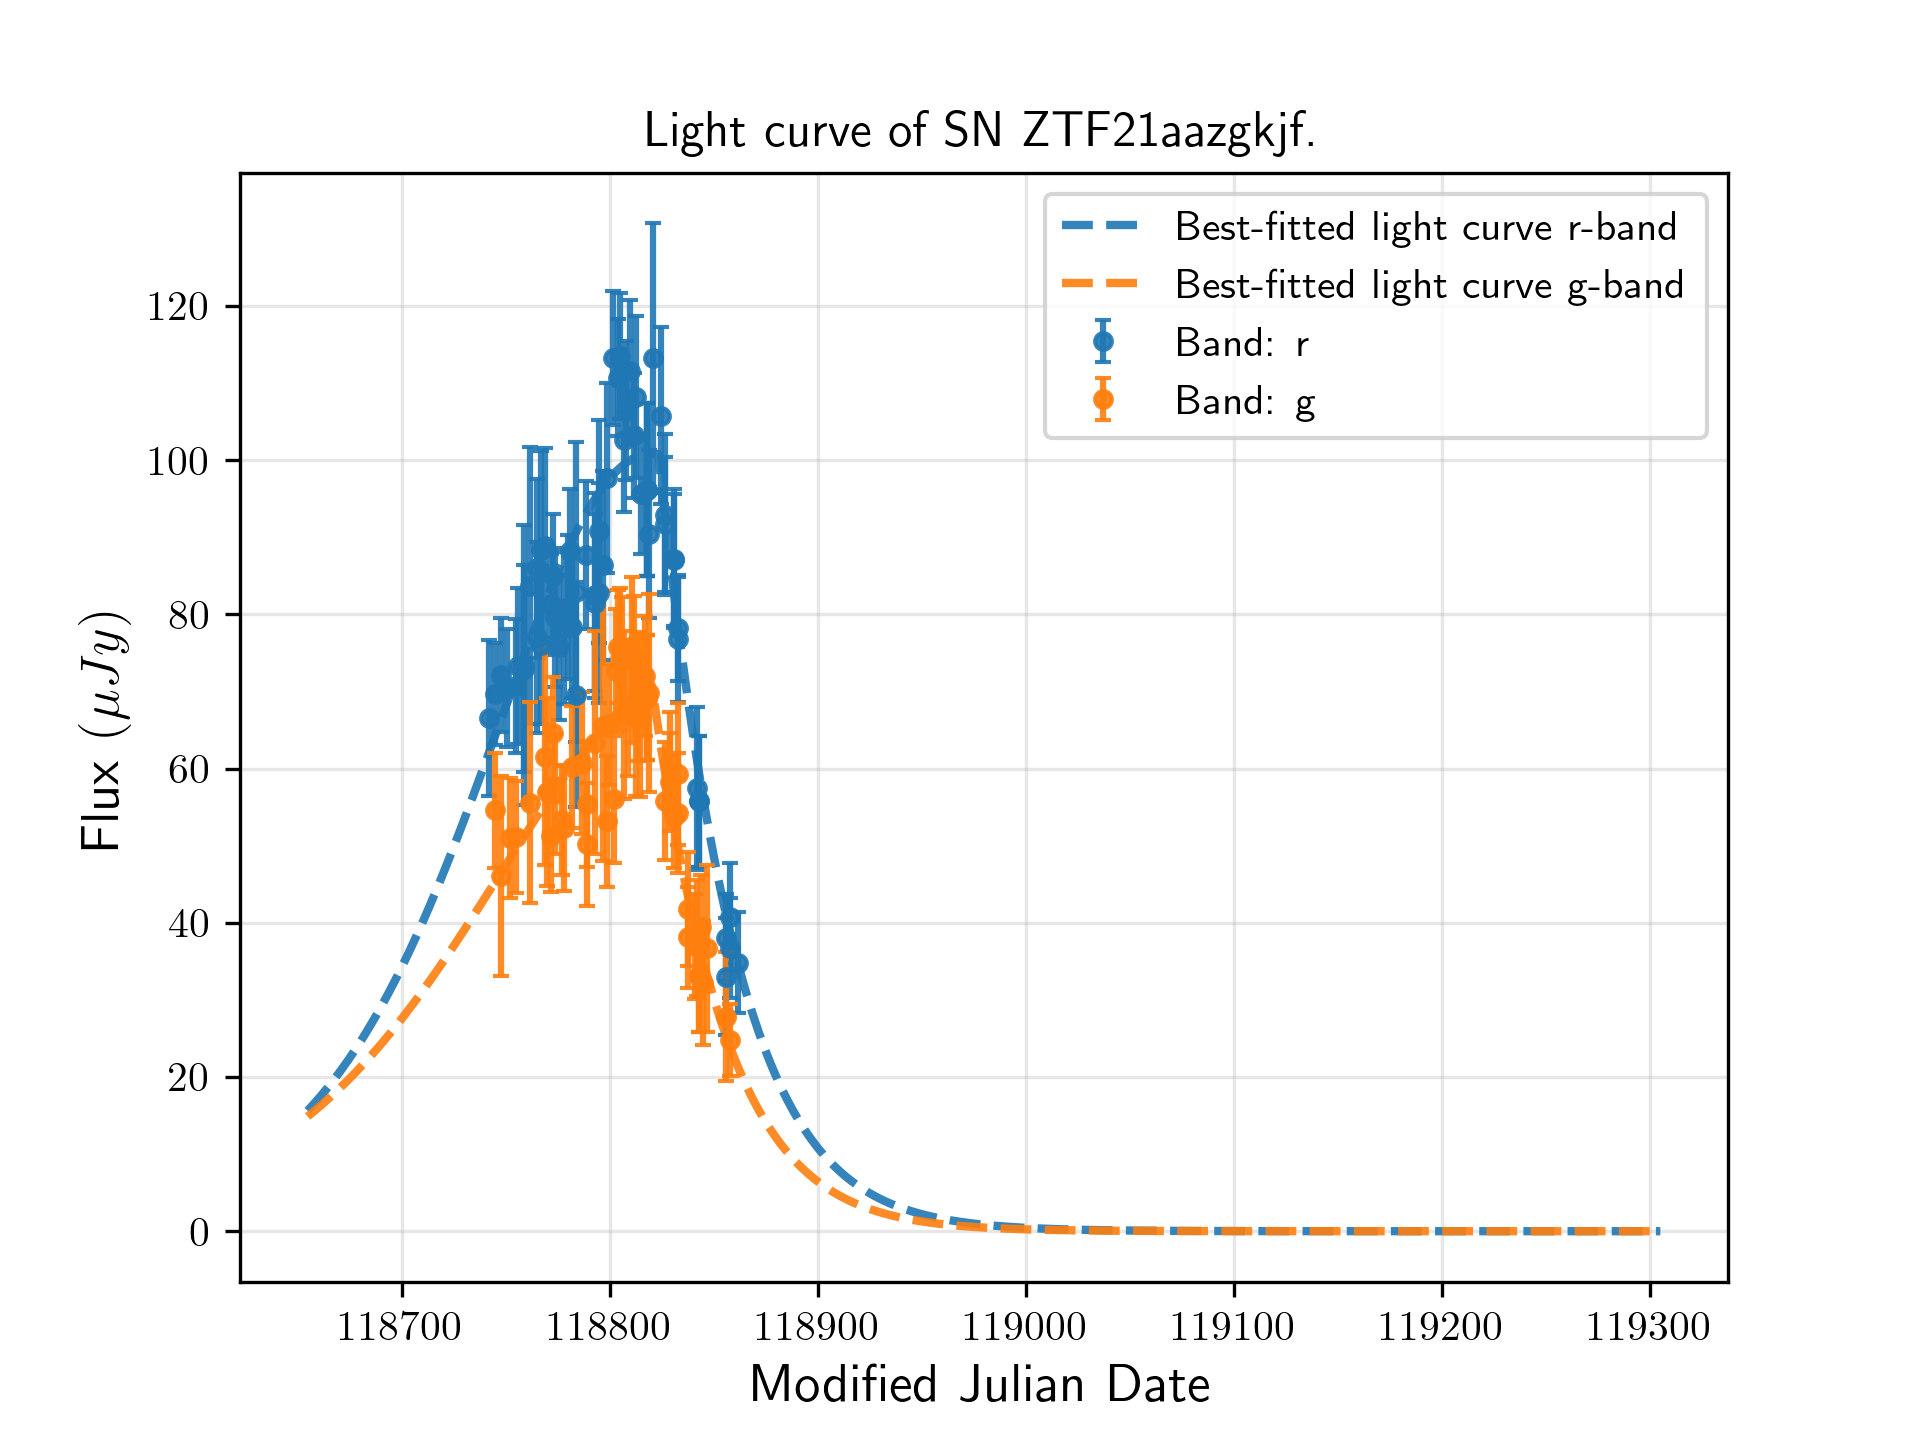 Light curve of SN ZTF21aazgkjf.
Best-fitted light curve r-band
Best-fitted light curve g-band
Band: r
Band: g
120
100
80
60
40
20
0
Flux (μJy)
118700 118800 118900 119000 119100 119200 119300
Modified Julian Date